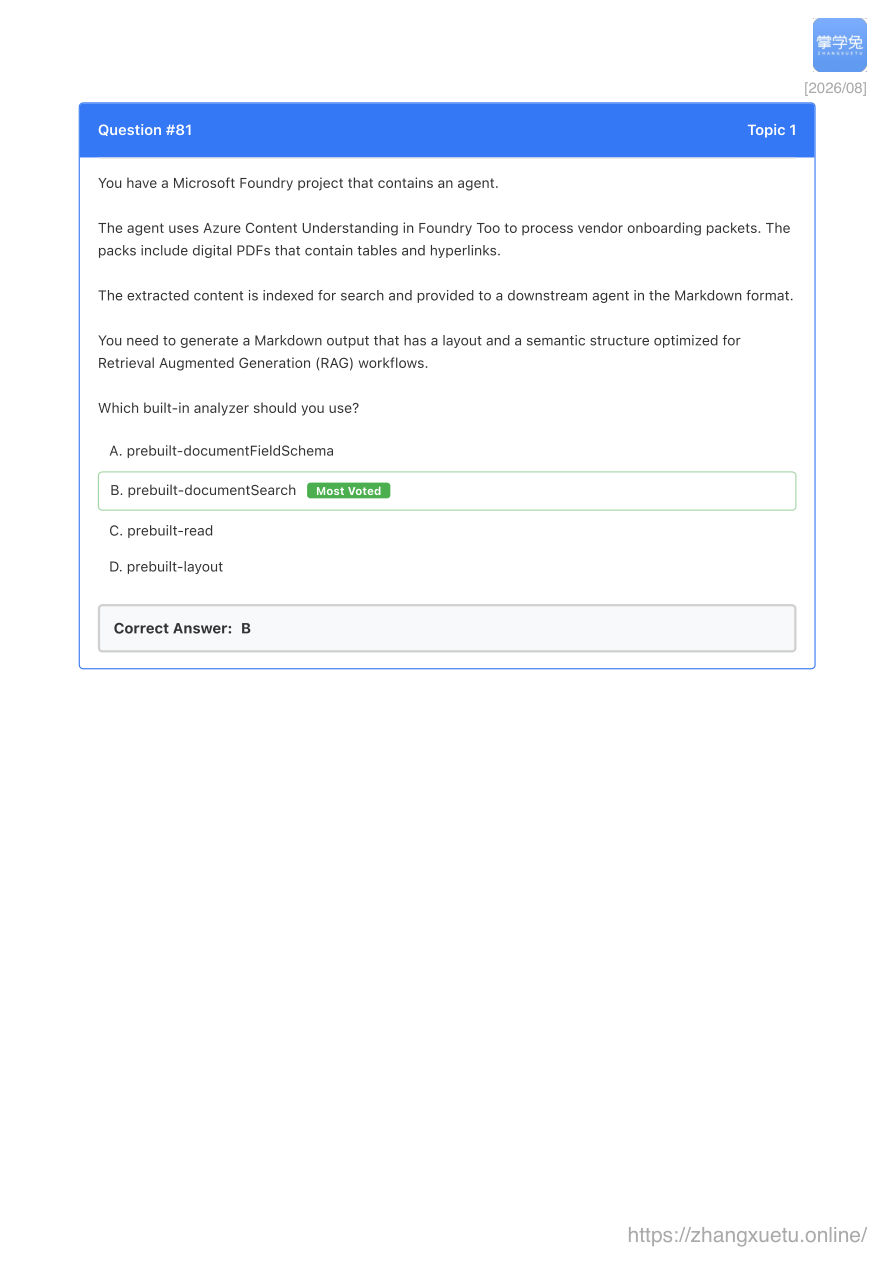 掌学兔
ZHANGXUETU
[2026/08]
Question #81 Topic 1
You have a Microsoft Foundry project that contains an agent.
The agent uses Azure Content Understanding in Foundry Too to process vendor onboarding packets. The
packs include digital PDFs that contain tables and hyperlinks.
The extracted content is indexed for search and provided to a downstream agent in the Markdown format.
You need to generate a Markdown output that has a layout and a semantic structure optimized for
Retrieval Augmented Generation (RAG) workflows.
Which built-in analyzer should you use?
A. prebuilt-documentFieldSchema
B. prebuilt-documentSearch Most Voted
C. prebuilt-read
D. prebuilt-layout
Correct Answer: B
https://zhangxuetu.online/